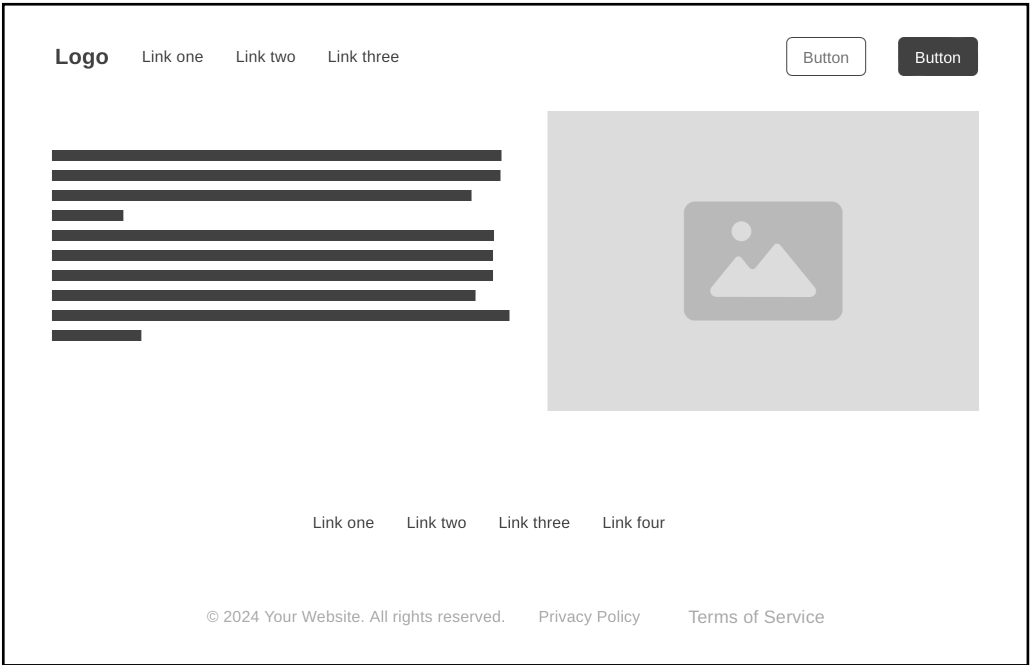 Logo Link one Link two Link three Button Button
Link one Link two Link three Link four
© 2024 Your Website. All rights reserved. Privacy Policy Terms of Service